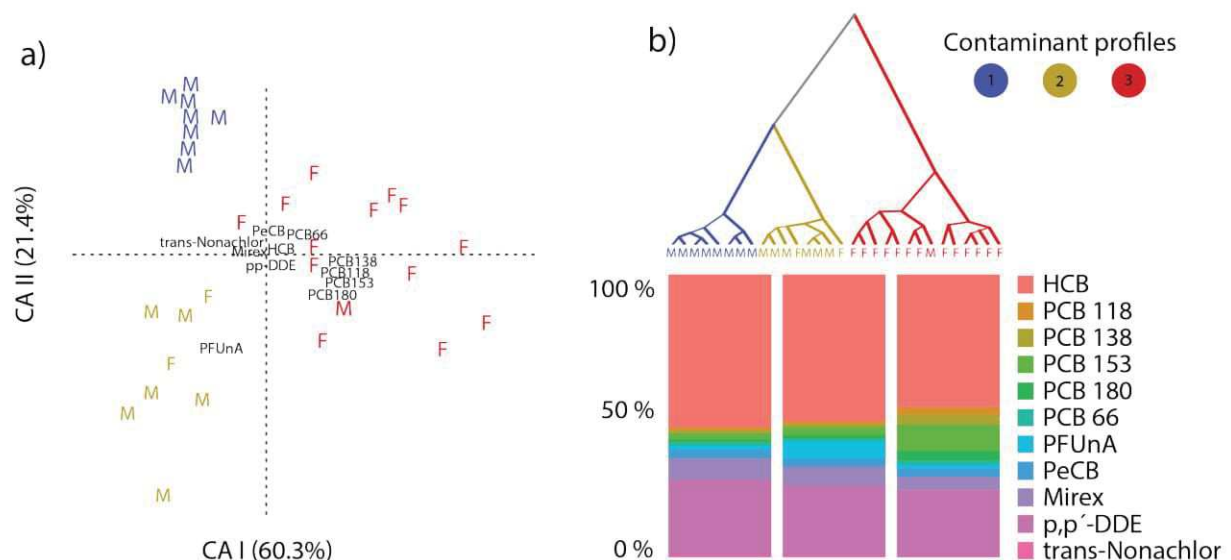 a)
M
M
M
M
M
M
M
M
F
F
F
F
F
F
PeCB
PCB66
trans-Nonachlor
Mirex
HCB
F
F
pp-DDE
F
PCB138
PCB118
F
PCB153
PCB180
F
M
M
M
F
F
PFUnA
F
F
M
M
M
M
CA II (21.4%)
CA I (60.3%)
b)
Contaminant profiles
1 2 3
MMMMMMMMMMMFMMMF FFFFFFFMFFFFFF
100 %
50 %
0 %
HCB
PCB 118
PCB 138
PCB 153
PCB 180
PCB 66
PFUnA
PeCB
Mirex
p,p´-DDE
trans-Nonachlor